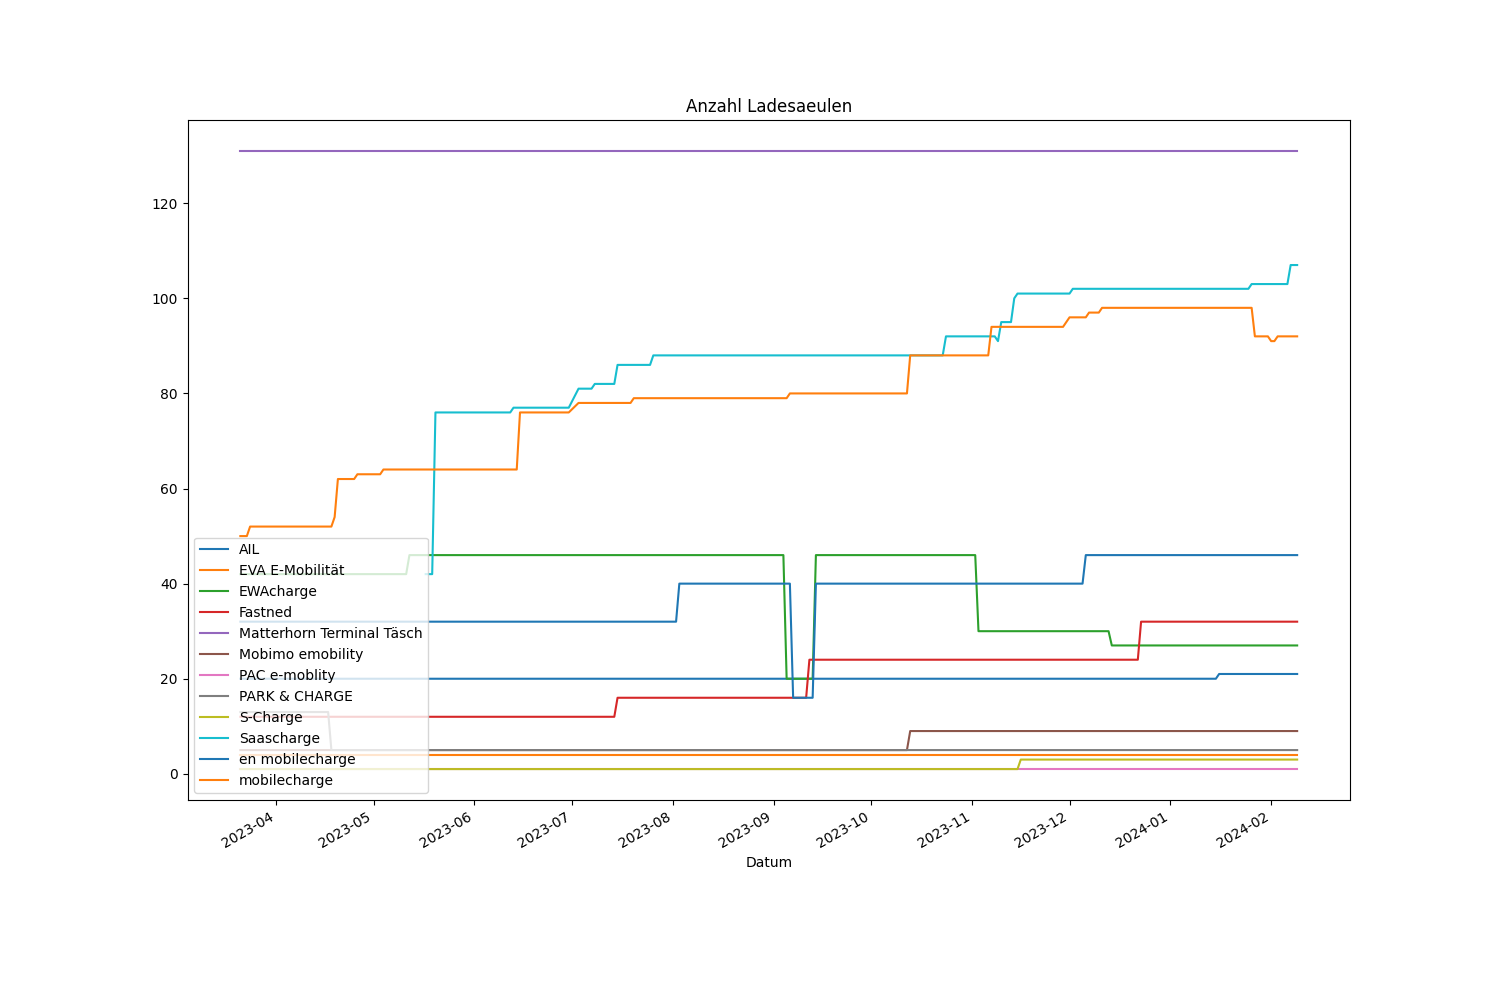 Anzahl Ladesaeulen
120
100
80
60
40
20
0
AIL
EVA E-Mobilität
EWAcharge
Fastned
Matterhorn Terminal Täsch
Mobimo emobility
PAC e-moblity
PARK & CHARGE
S-Charge
Saascharge
en mobilecharge
mobilecharge
2023-04
2023-05
2023-06
2023-07
2023-08
2023-09
2023-10
2023-11
2023-12
2024-01
2024-02
Datum